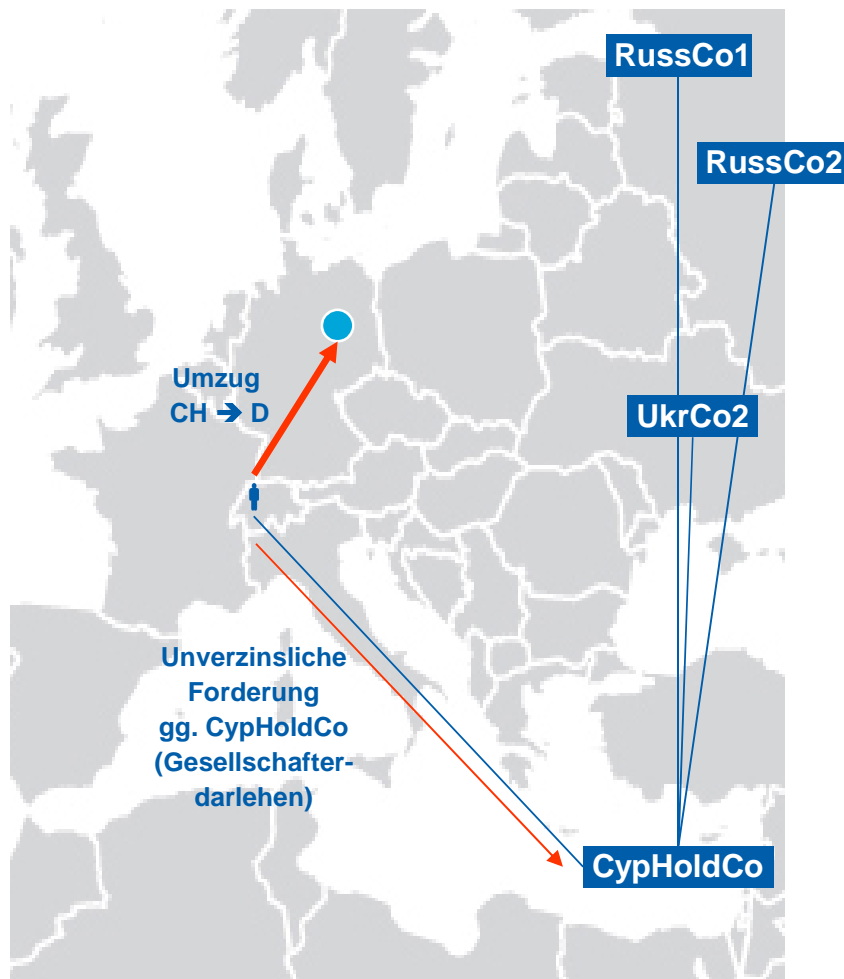 RussCo1
RussCo2
Umzug
CH ➔ D
UkrCo2
Unverzinsliche
Forderung
gg. CypHoldCo
(Gesellschafter-
darlehen)
CypHoldCo